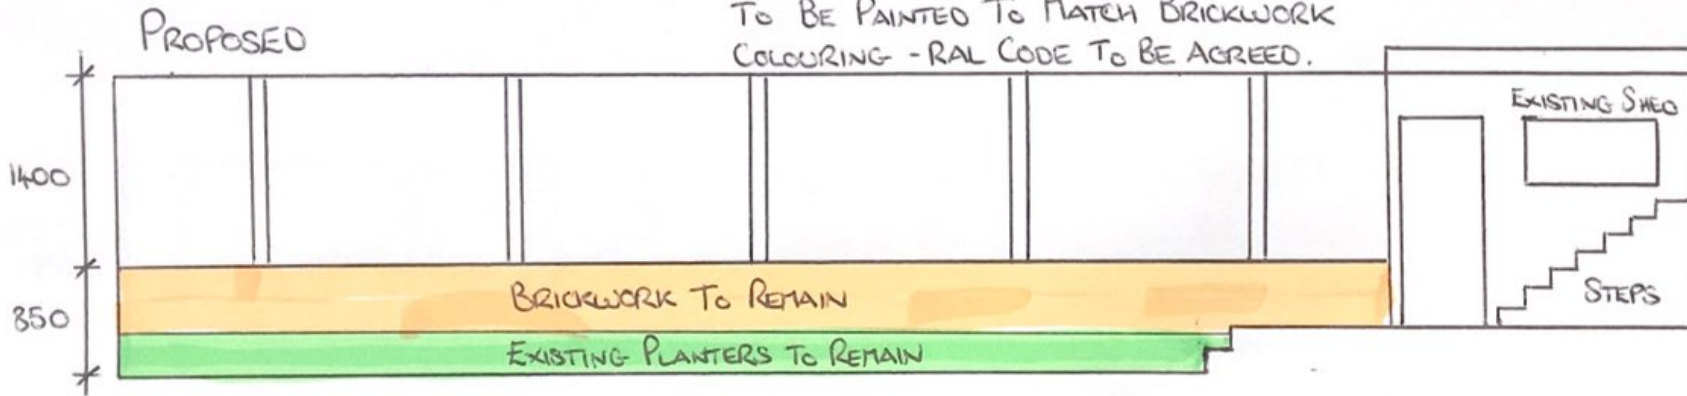 PROPOSED
TO BE PAINTED TO MATCH BRICKWORK
COLOURING - RAL CODE TO BE AGREED.
EXISTING SHED
1400
BRICKWORK TO REMAIN
STEPS
850
EXISTING PLANTERS TO REMAIN